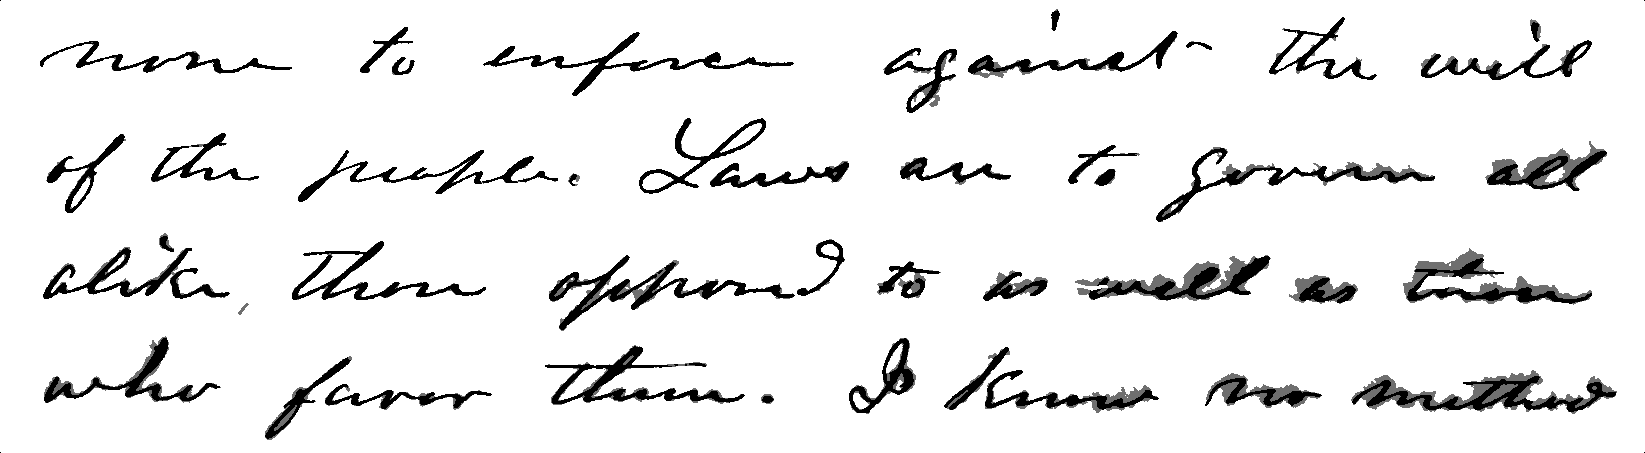 none to enforce against the will
of the people. Laws are to govern all
alike, those opposed to as well as those
who favor them. I know no method